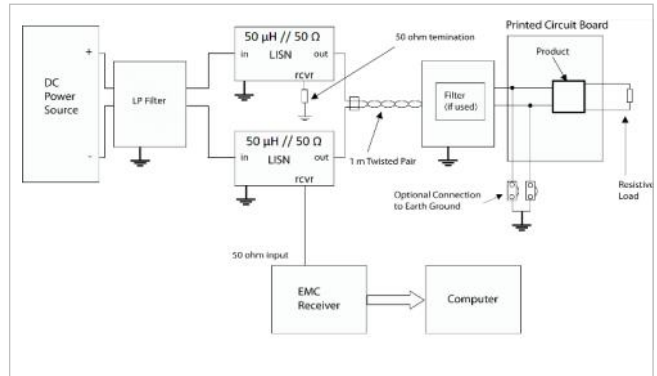 Printed Circuit Board
50 µH // 50 Ω
in LISN out
rcvr
50 ohm temination
Product
+
DC
Power
Source
-
LP Filter
Filter
(if used)
50 µH // 50 Ω
in LISN out
rcvr
1 m Twisted Pair
Optional Connection
to Earth Ground
Resistive
Load
50 ohm input
EMC
Receiver
Computer